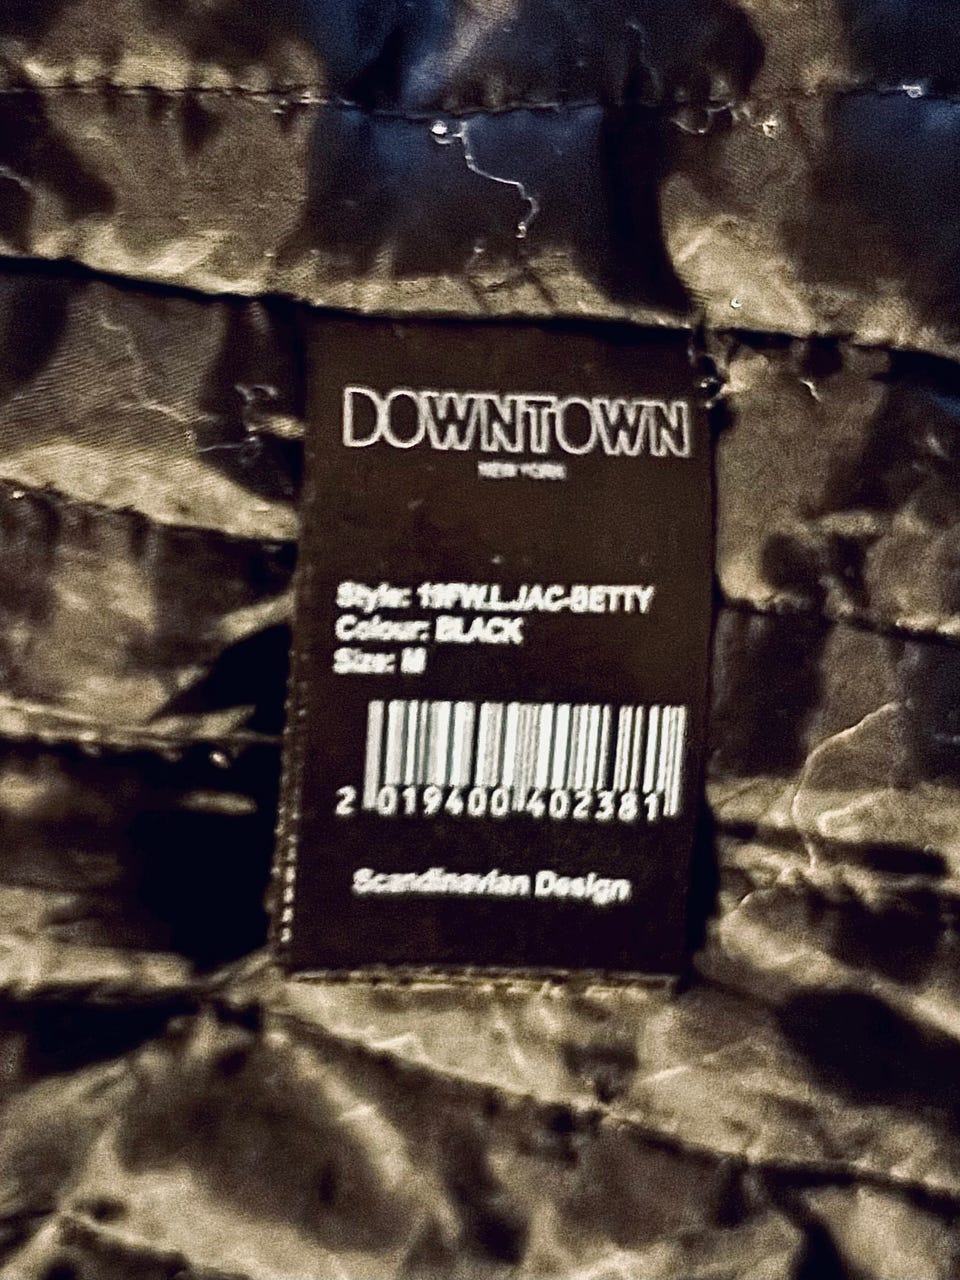 DOWNTOWN
NEW YORK
Style: 19FW.L.JAC-BETTY
Colour: BLACK
Size: M
2 019400 402381
Scandinavian Design